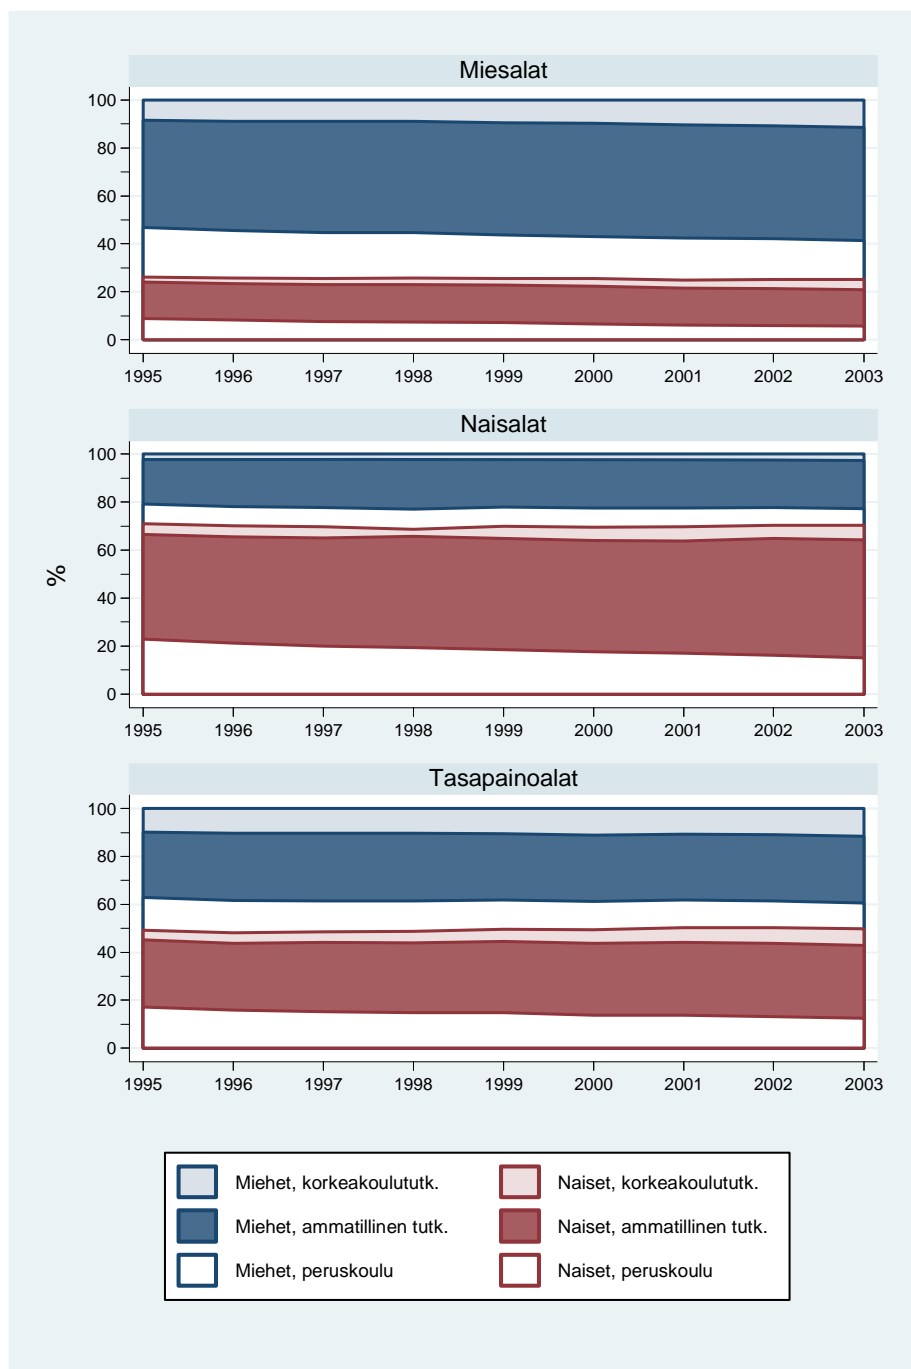 Miesalat
100
80
60
40
20
0
1995 1996 1997 1998 1999 2000 2001 2002 2003
Naisalat
100
80
60
40
20
0
1995 1996 1997 1998 1999 2000 2001 2002 2003
%
Tasapainoalat
100
80
60
40
20
0
1995 1996 1997 1998 1999 2000 2001 2002 2003
Miehet, korkeakoulututk. Naiset, korkeakoulututk.
Miehet, ammatillinen tutk. Naiset, ammatillinen tutk.
Miehet, peruskoulu Naiset, peruskoulu